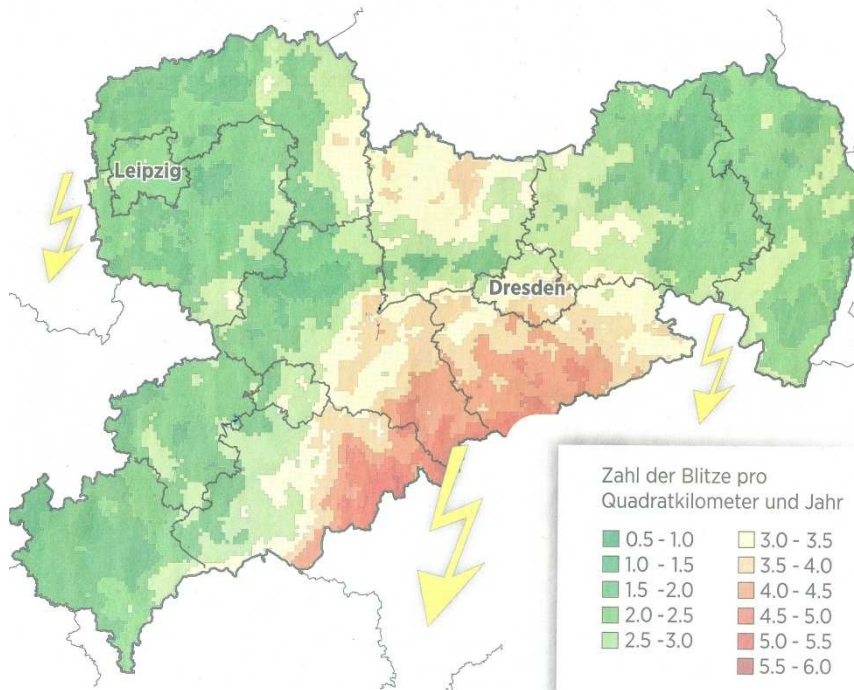 Leipzig
Dresden
Zahl der Blitze pro
Quadratkilometer und Jahr
0.5 - 1.0
1.0 - 1.5
1.5 -2.0
2.0 - 2.5
2.5 -3.0
3.0 - 3.5
3.5 - 4.0
4.0 - 4.5
4.5 - 5.0
5.0 - 5.5
5.5 - 6.0